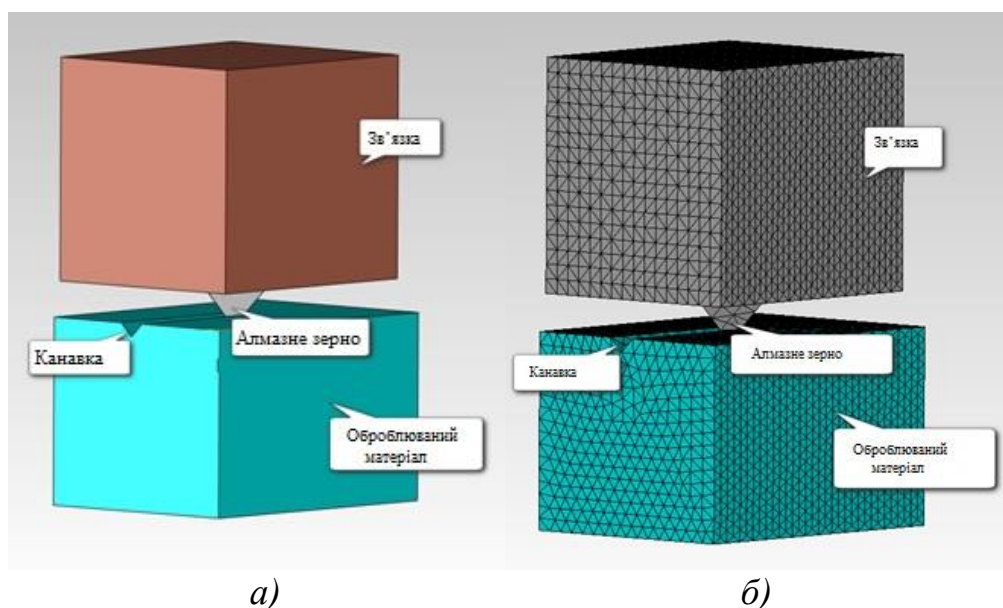 Зв'язка
Алмазне зерно
Канавка
Оброблюваний
матеріал
Зв'язка
Алмазне зерно
Канавка
Оброблюваний
матеріал
а)
б)